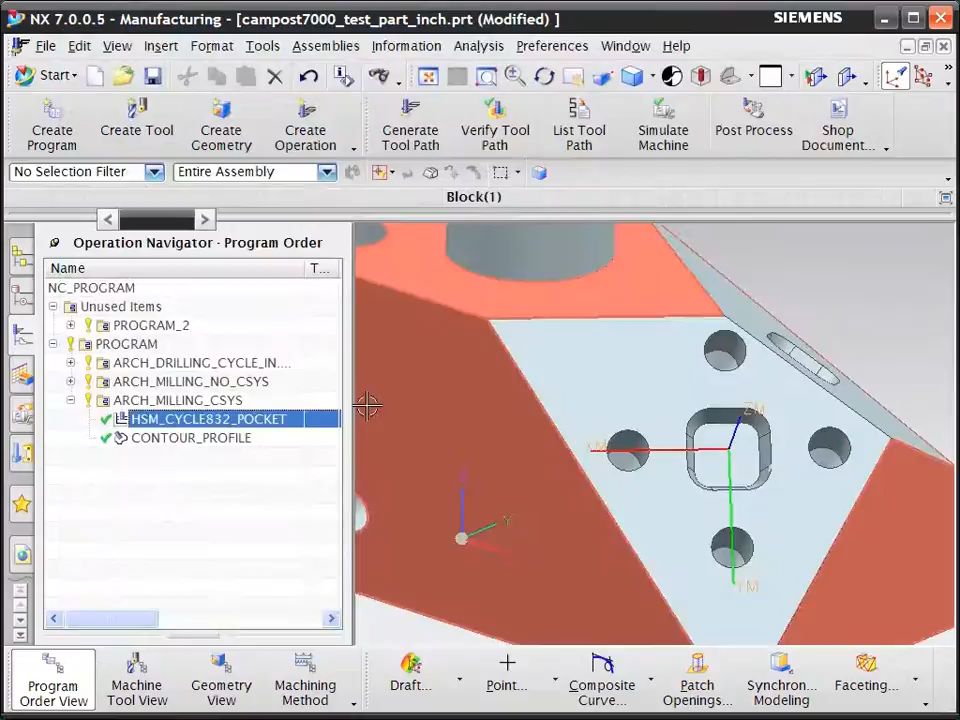 NX 7.0.0.5 - Manufacturing - [campost7000_test_part_inch.prt (Modified) ]
SIEMENS
File Edit View Insert Format Tools Assemblies Information Analysis Preferences Window Help
Start
Create Program
Create Tool
Create Geometry
Create Operation
Generate Tool Path
Verify Tool Path
List Tool Path
Simulate Machine
Post Process
Shop Document...
No Selection Filter
Entire Assembly
Block(1)
Operation Navigator - Program Order
Name T...
NC_PROGRAM
Unused Items
PROGRAM_2
PROGRAM
ARCH_DRILLING_CYCLE_IN....
ARCH_MILLING_NO_CSYS
ARCH_MILLING_CSYS
HSM_CYCLE832_POCKET
CONTOUR_PROFILE
ZM
XM
YM
Z
Y
Program Order View
Machine Tool View
Geometry View
Machining Method
Draft...
Point...
Composite Curve...
Patch Openings...
Synchron... Modeling
Faceting...